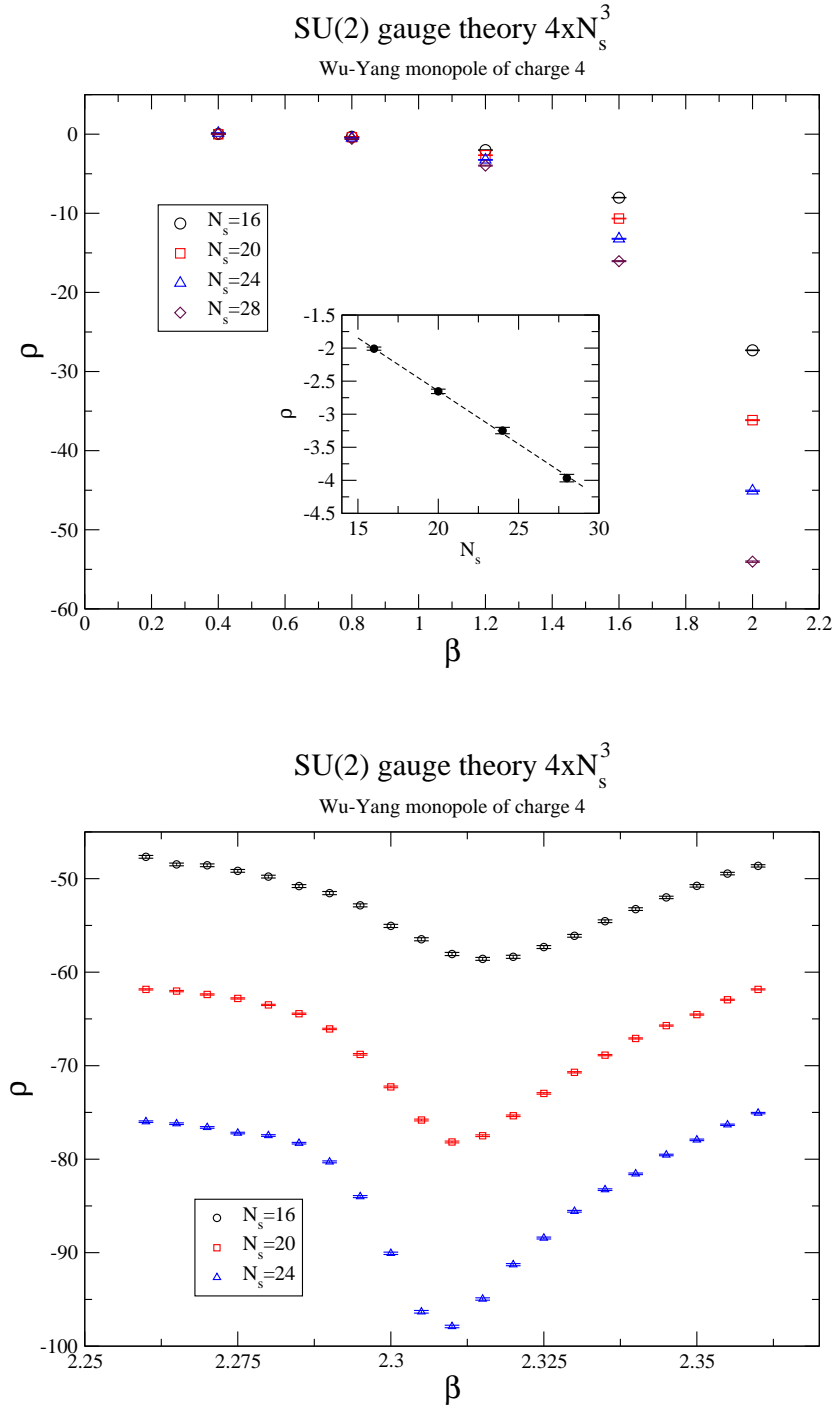 SU(2) gauge theory 4xN_s^3
Wu-Yang monopole of charge 4
0
-10
-20
-30
-40
-50
-60
ρ
N_s=16
N_s=20
N_s=24
N_s=28
-1.5
-2
-2.5
-3
-3.5
-4
-4.5
ρ
15 20 25 30
N_s
0 0.2 0.4 0.6 0.8 1 1.2 1.4 1.6 1.8 2 2.2
β
SU(2) gauge theory 4xN_s^3
Wu-Yang monopole of charge 4
-50
-60
-70
-80
-90
-100
ρ
N_s=16
N_s=20
N_s=24
2.25 2.275 2.3 2.325 2.35
β